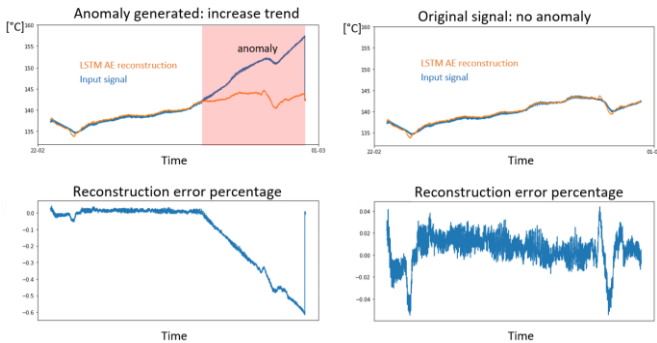 Anomaly generated: increase trend
[°C]
160
155
150
145
140
135
anomaly
LSTM AE reconstruction
Input signal
22-02
01-03
Time
Original signal: no anomaly
[°C]
160
155
150
145
140
135
LSTM AE reconstruction
Input signal
22-02
01-0
Time
Reconstruction error percentage
0.0
−0.1
−0.2
−0.3
−0.4
−0.5
−0.6
Time
Reconstruction error percentage
0.04
0.02
0.00
−0.02
−0.04
Time